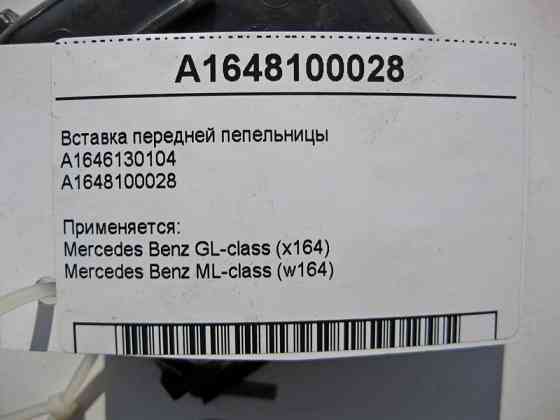 A1648100028
Вставка передней пепельницы
A1646130104
A1648100028
Применяется:
Mercedes Benz GL-class (x164)
Mercedes Benz ML-class (w164)